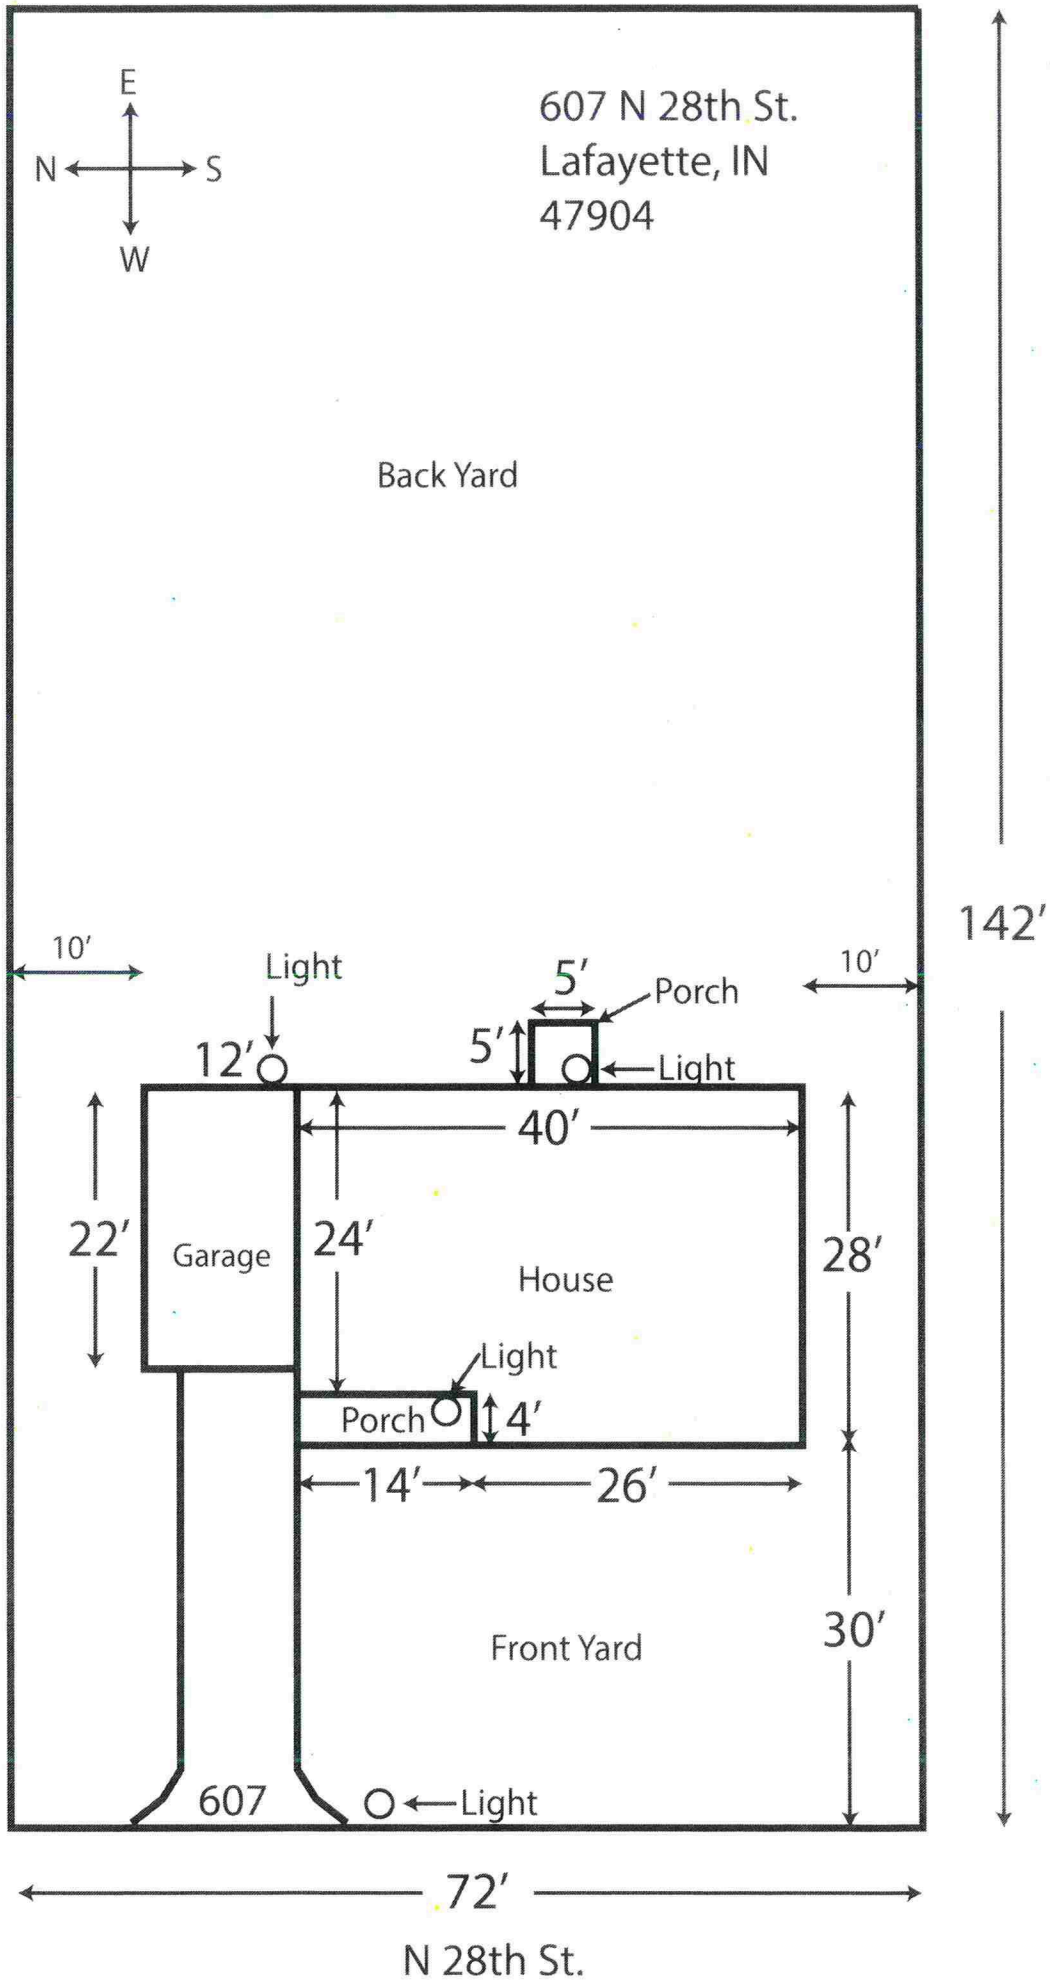 E
N
S
W
607 N 28th St.
Lafayette, IN
47904
Back Yard
142'
10'
Light
10'
5'
Porch
12'
5'
Light
40'
22'
Garage
24'
House
28'
Light
Porch
4'
14'
26'
Front Yard
30'
607
Light
72'
N 28th St.